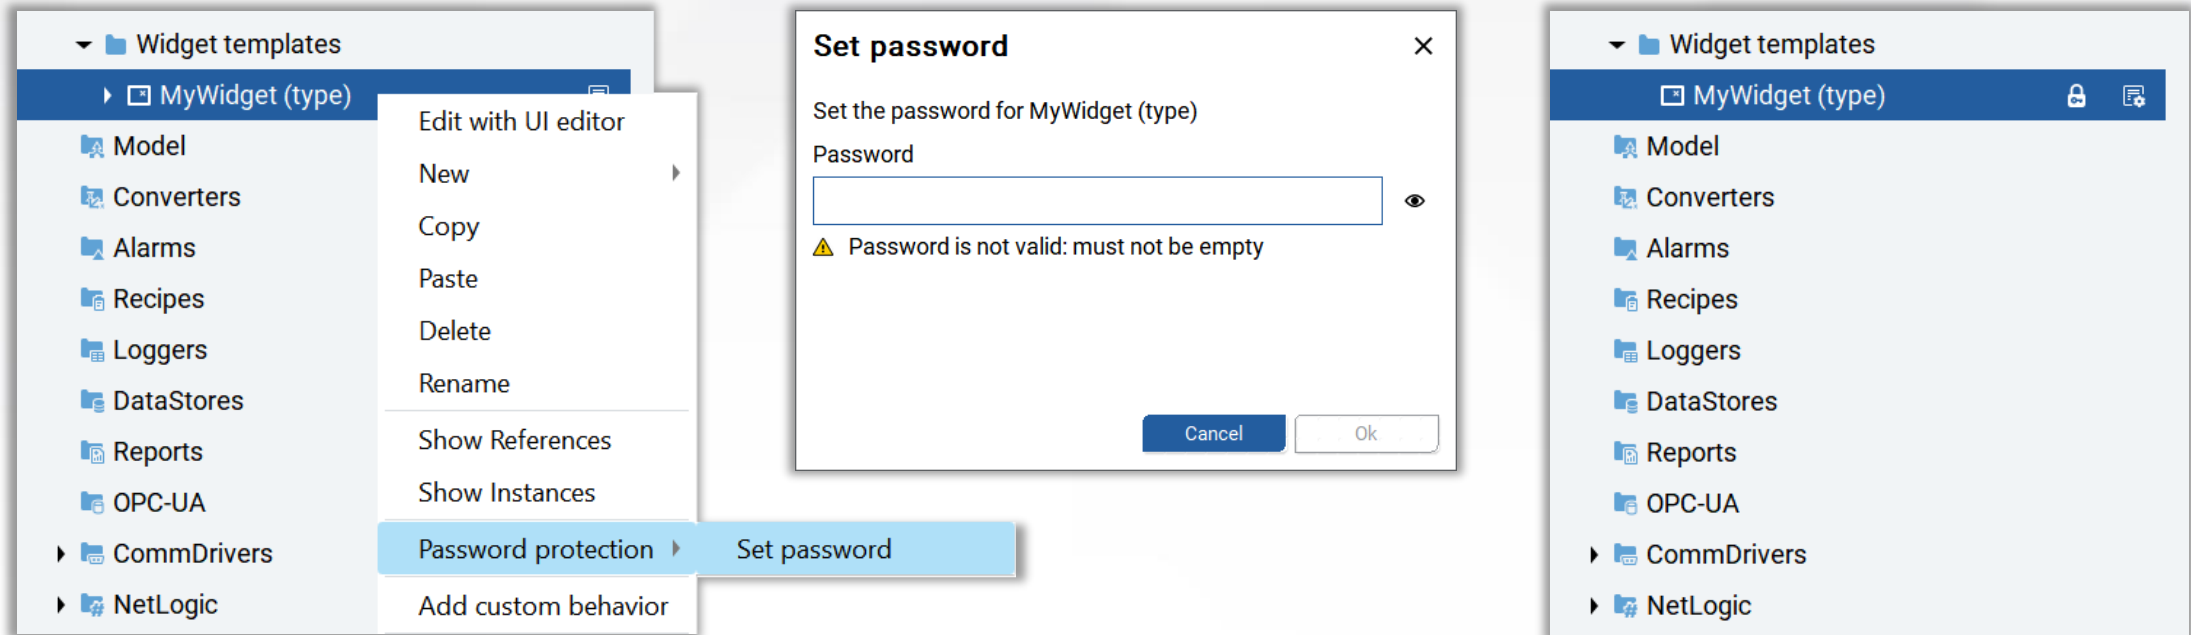 Widget templates
MyWidget (type)
Model
Converters
Alarms
Recipes
Loggers
DataStores
Reports
OPC-UA
CommDrivers
NetLogic
Edit with UI editor
New
Copy
Paste
Delete
Rename
Show References
Show Instances
Password protection
Set password
Add custom behavior
Set password
Set the password for MyWidget (type)
Password
Password is not valid: must not be empty
Cancel
Ok
Widget templates
MyWidget (type)
Model
Converters
Alarms
Recipes
Loggers
DataStores
Reports
OPC-UA
CommDrivers
NetLogic